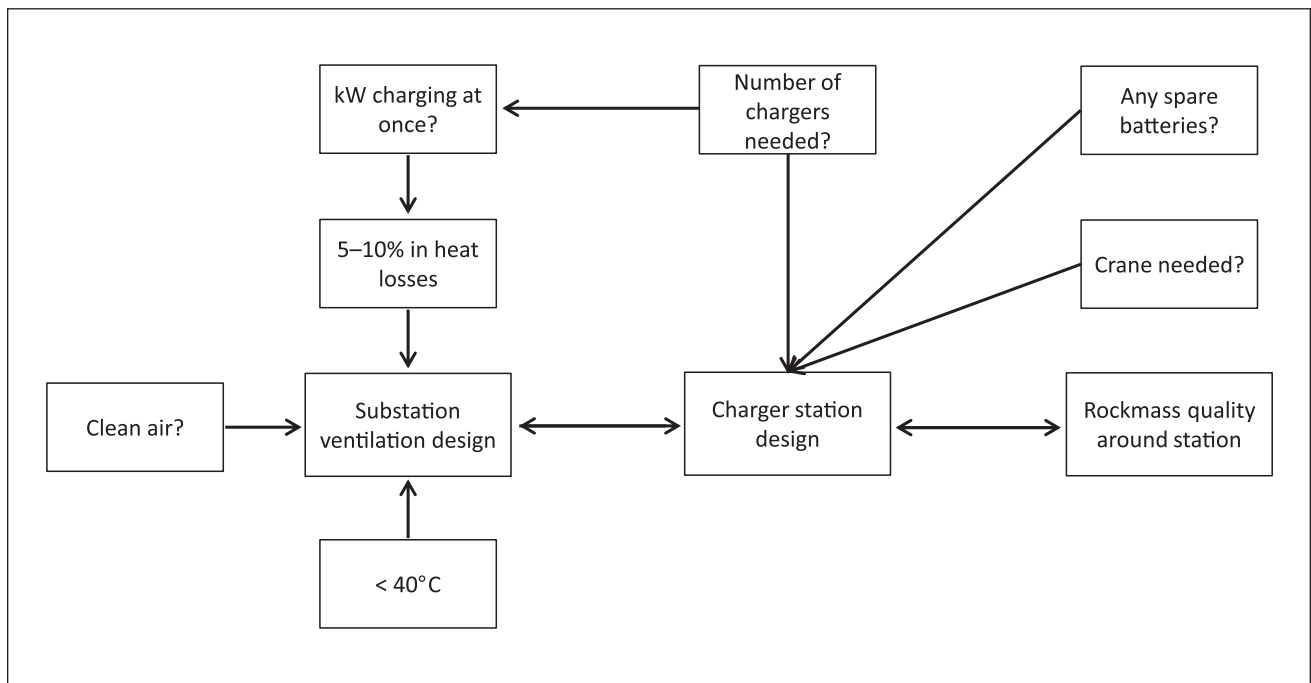 kW charging at
once?
Number of
chargers
needed?
Any spare
batteries?
5–10% in heat
losses
Crane needed?
Clean air?
Substation
ventilation design
Charger station
design
Rockmass quality
around station
< 40°C